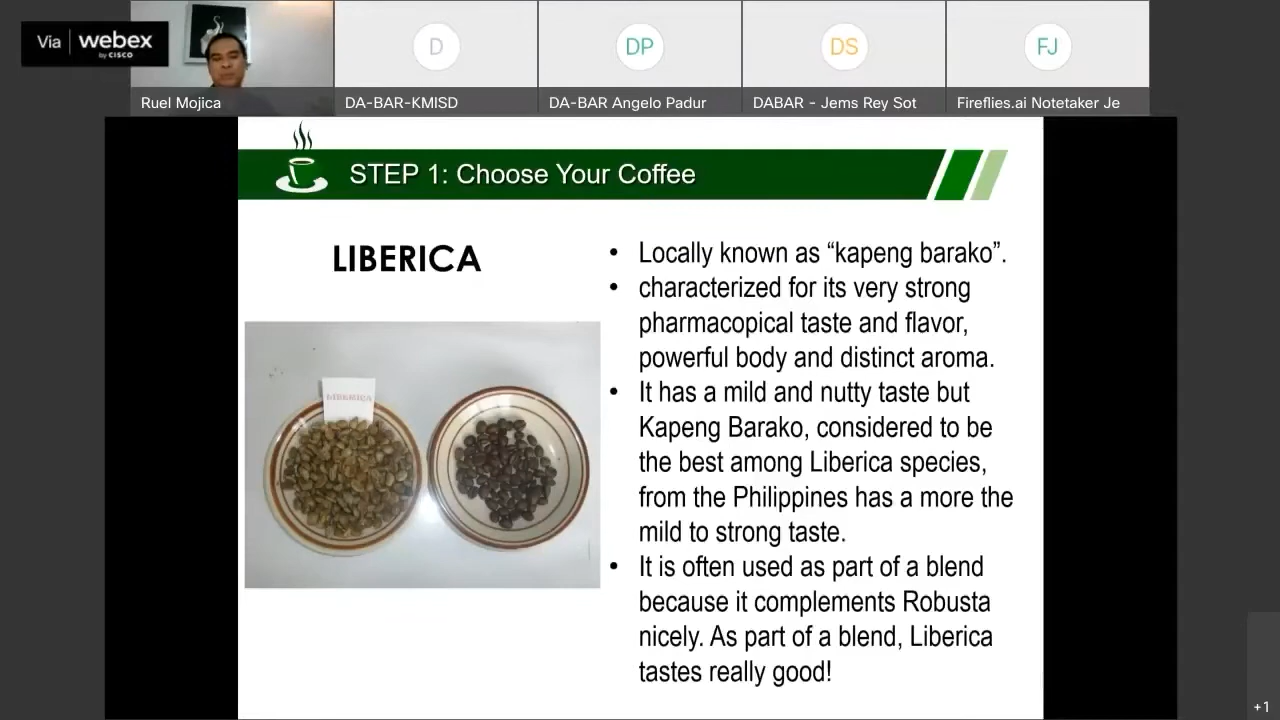 Via webex
by CISCO
Ruel Mojica
D
DA-BAR-KMISD
DP
DA-BAR Angelo Padur
DS
DABAR - Jems Rey Sot
FJ
Fireflies.ai Notetaker Je
STEP 1: Choose Your Coffee
LIBERICA
LIBERICA
• Locally known as “kapeng barako”.
• characterized for its very strong
pharmacopical taste and flavor,
powerful body and distinct aroma.
• It has a mild and nutty taste but
Kapeng Barako, considered to be
the best among Liberica species,
from the Philippines has a more the
mild to strong taste.
• It is often used as part of a blend
because it complements Robusta
nicely. As part of a blend, Liberica
tastes really good!
+1